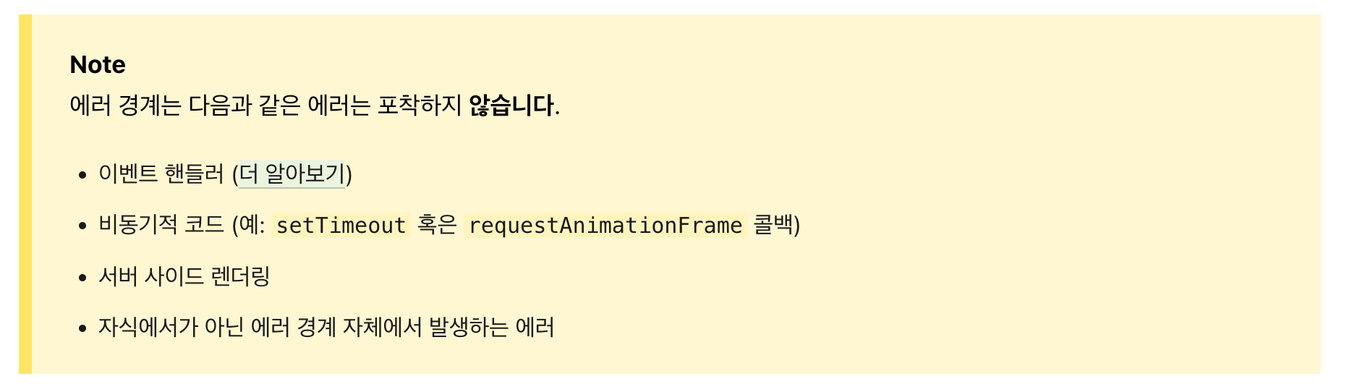 Note
에러 경계는 다음과 같은 에러는 포착하지 않습니다.
• 이벤트 핸들러 (더 알아보기)
• 비동기적 코드 (예: setTimeout 혹은 requestAnimationFrame 콜백)
• 서버 사이드 렌더링
• 자식에서가 아닌 에러 경계 자체에서 발생하는 에러